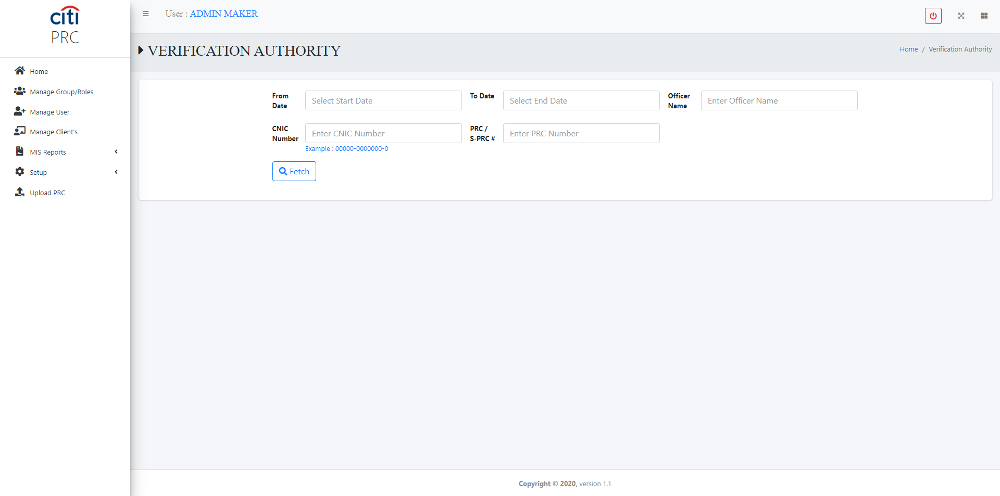 citi
PRC
Home
Manage Group/Roles
Manage User
Manage Client's
MIS Reports
Setup
Upload PRC
User : ADMIN MAKER
VERIFICATION AUTHORITY
Home / Verification Authority
From Date
Select Start Date
To Date
Select End Date
Officer Name
Enter Officer Name
CNIC Number
Enter CNIC Number
Example : 00000-0000000-0
PRC / S-PRC #
Enter PRC Number
Fetch
Copyright © 2020, version 1.1